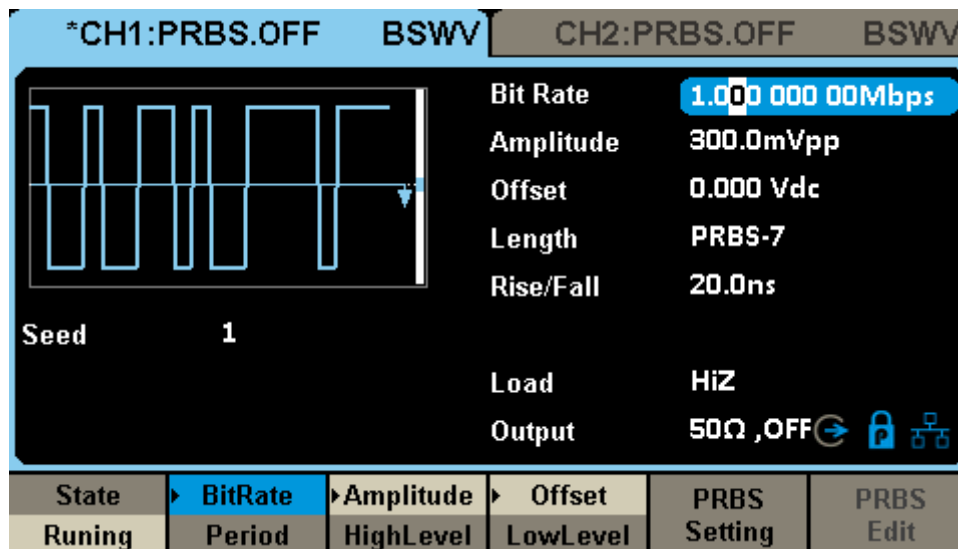 *CH1:PRBS.OFF BSWV CH2:PRBS.OFF BSWV
Bit Rate 1.000 000 00Mbps
Amplitude 300.0mVpp
Offset 0.000 Vdc
Length PRBS-7
Rise/Fall 20.0ns
Seed 1
Load HiZ
Output 50Ω ,OFF P
State BitRate Amplitude Offset PRBS PRBS
Runing Period HighLevel LowLevel Setting Edit